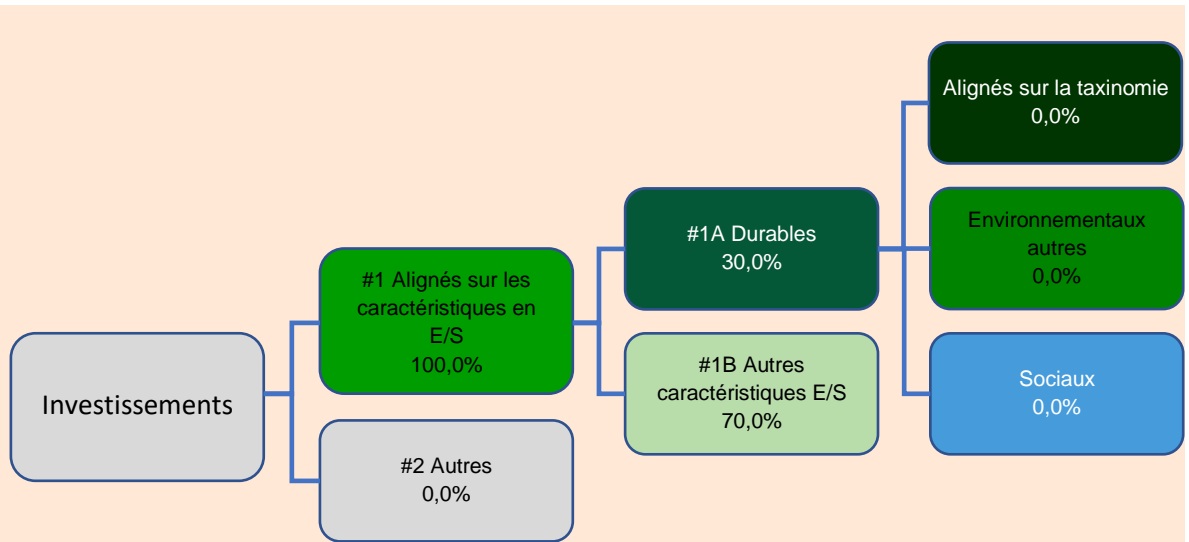 Investissements
#1 Alignés sur les
caractéristiques en
E/S
100,0%
#2 Autres
0,0%
#1A Durables
30,0%
#1B Autres
caractéristiques E/S
70,0%
Alignés sur la taxinomie
0,0%
Environnementaux
autres
0,0%
Sociaux
0,0%